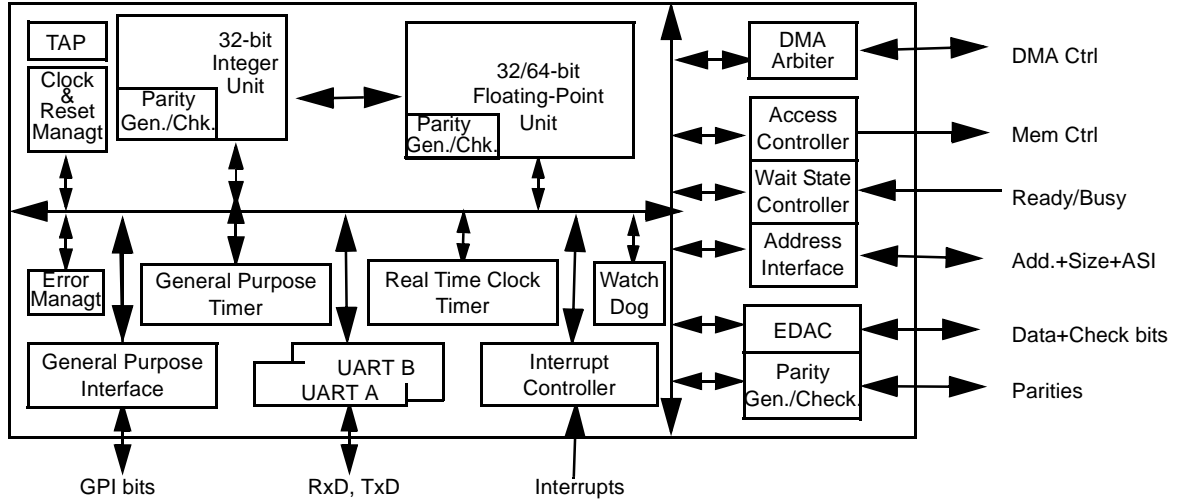 TAP
Clock
&
Reset
Managt
32-bit
Integer
Unit
Parity
Gen./Chk.
32/64-bit
Floating-Point
Unit
Parity
Gen./Chk.
DMA
Arbiter
DMA Ctrl
Access
Controller
Mem Ctrl
Wait State
Controller
Ready/Busy
Address
Interface
Add.+Size+ASI
Error
Managt
General Purpose
Timer
Real Time Clock
Timer
Watch
Dog
EDAC
Data+Check bits
General Purpose
Interface
UART B
UART A
Interrupt
Controller
Parity
Gen./Check.
Parities
GPI bits
RxD, TxD
Interrupts